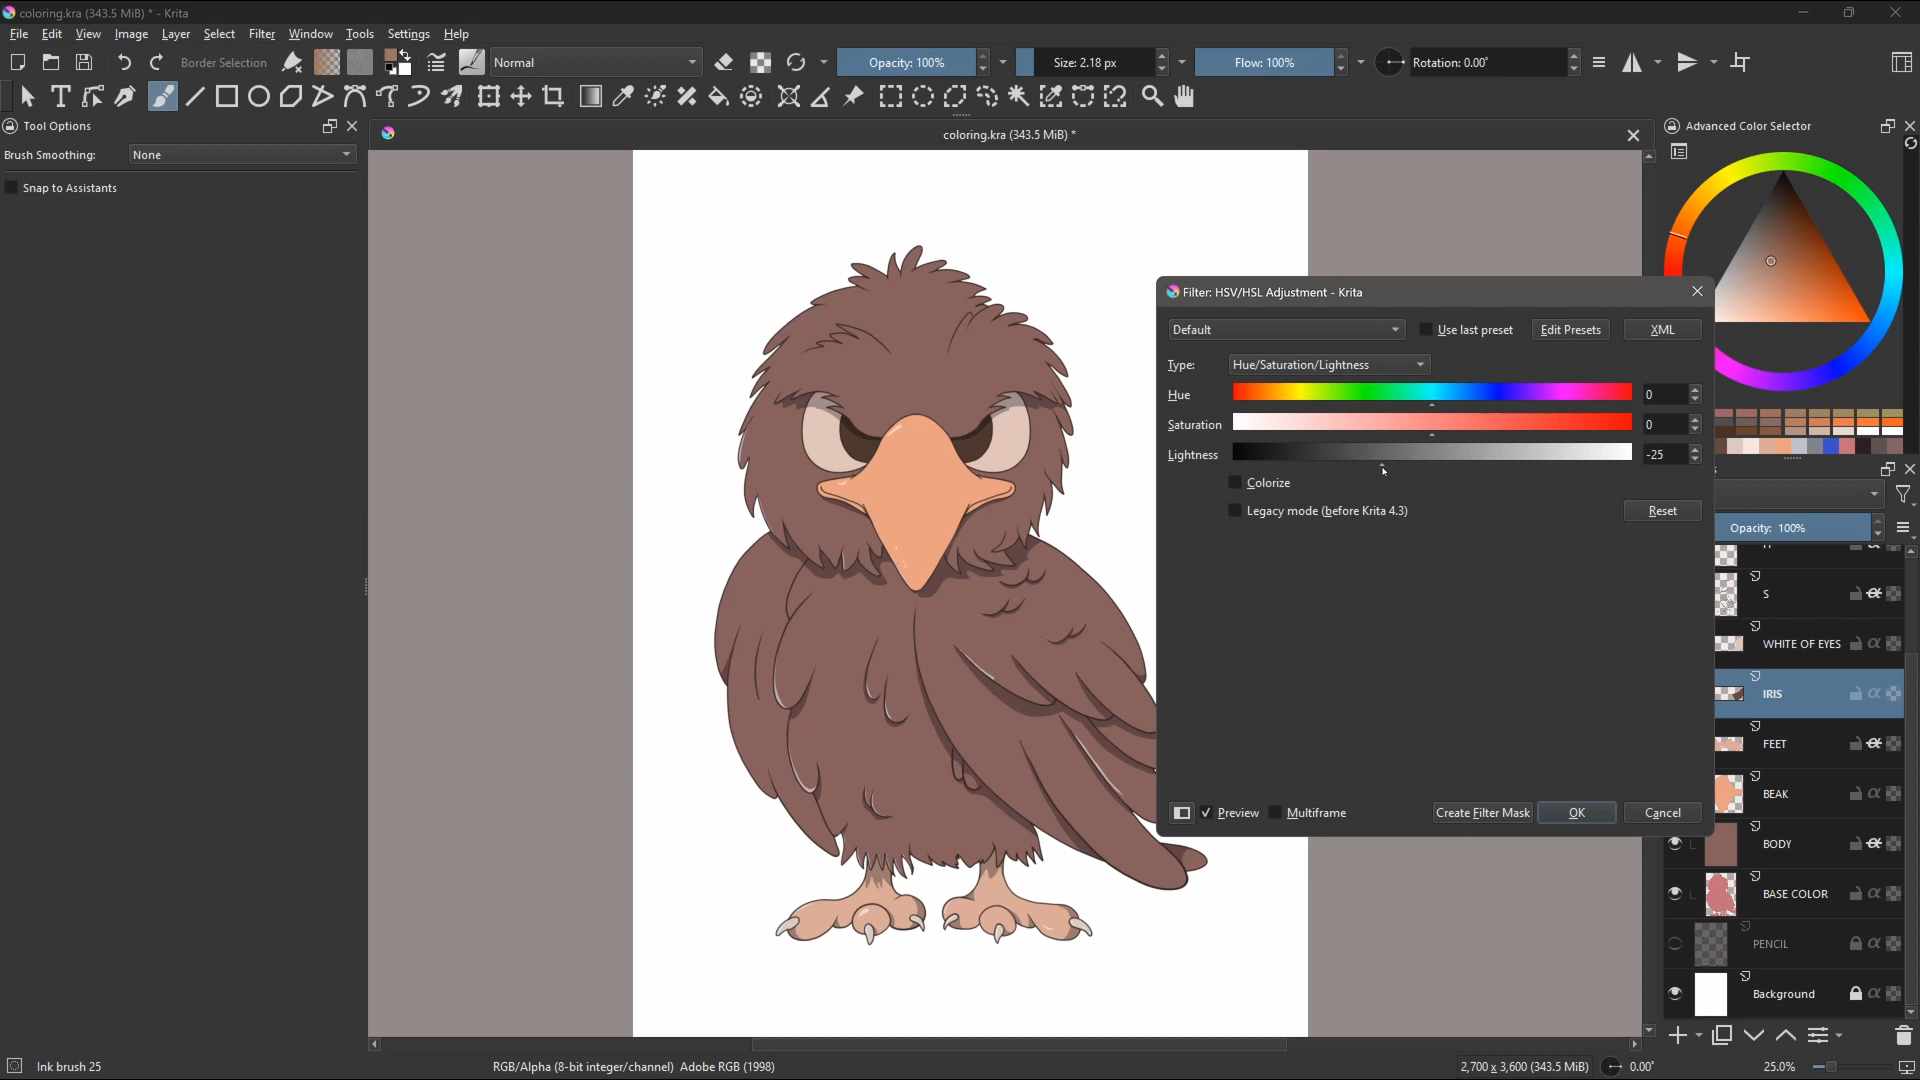 coloring.kra (343.5 MiB) * - Krita
File Edit View Image Layer Select Filter Window Tools Settings Help
Border Selection Normal Opacity: 100% Size: 2.18 px Flow: 100% Rotation: 0.00°
Tool Options
coloring.kra (343.5 MiB) *
Advanced Color Selector
Brush Smoothing: None
Snap to Assistants
Filter: HSV/HSL Adjustment - Krita
Default Use last preset Edit Presets XML
Type: Hue/Saturation/Lightness
Hue 0
Saturation 0
Lightness -25
Colorize
Legacy mode (before Krita 4.3) Reset
Preview Multiframe Create Filter Mask OK Cancel
Opacity: 100%
S
WHITE OF EYES
IRIS
FEET
BEAK
BODY
BASE COLOR
PENCIL
Background
Ink brush 25 RGB/Alpha (8-bit integer/channel) Adobe RGB (1998) 2,700 x 3,600 (343.5 MiB) 0.00° 25.0%